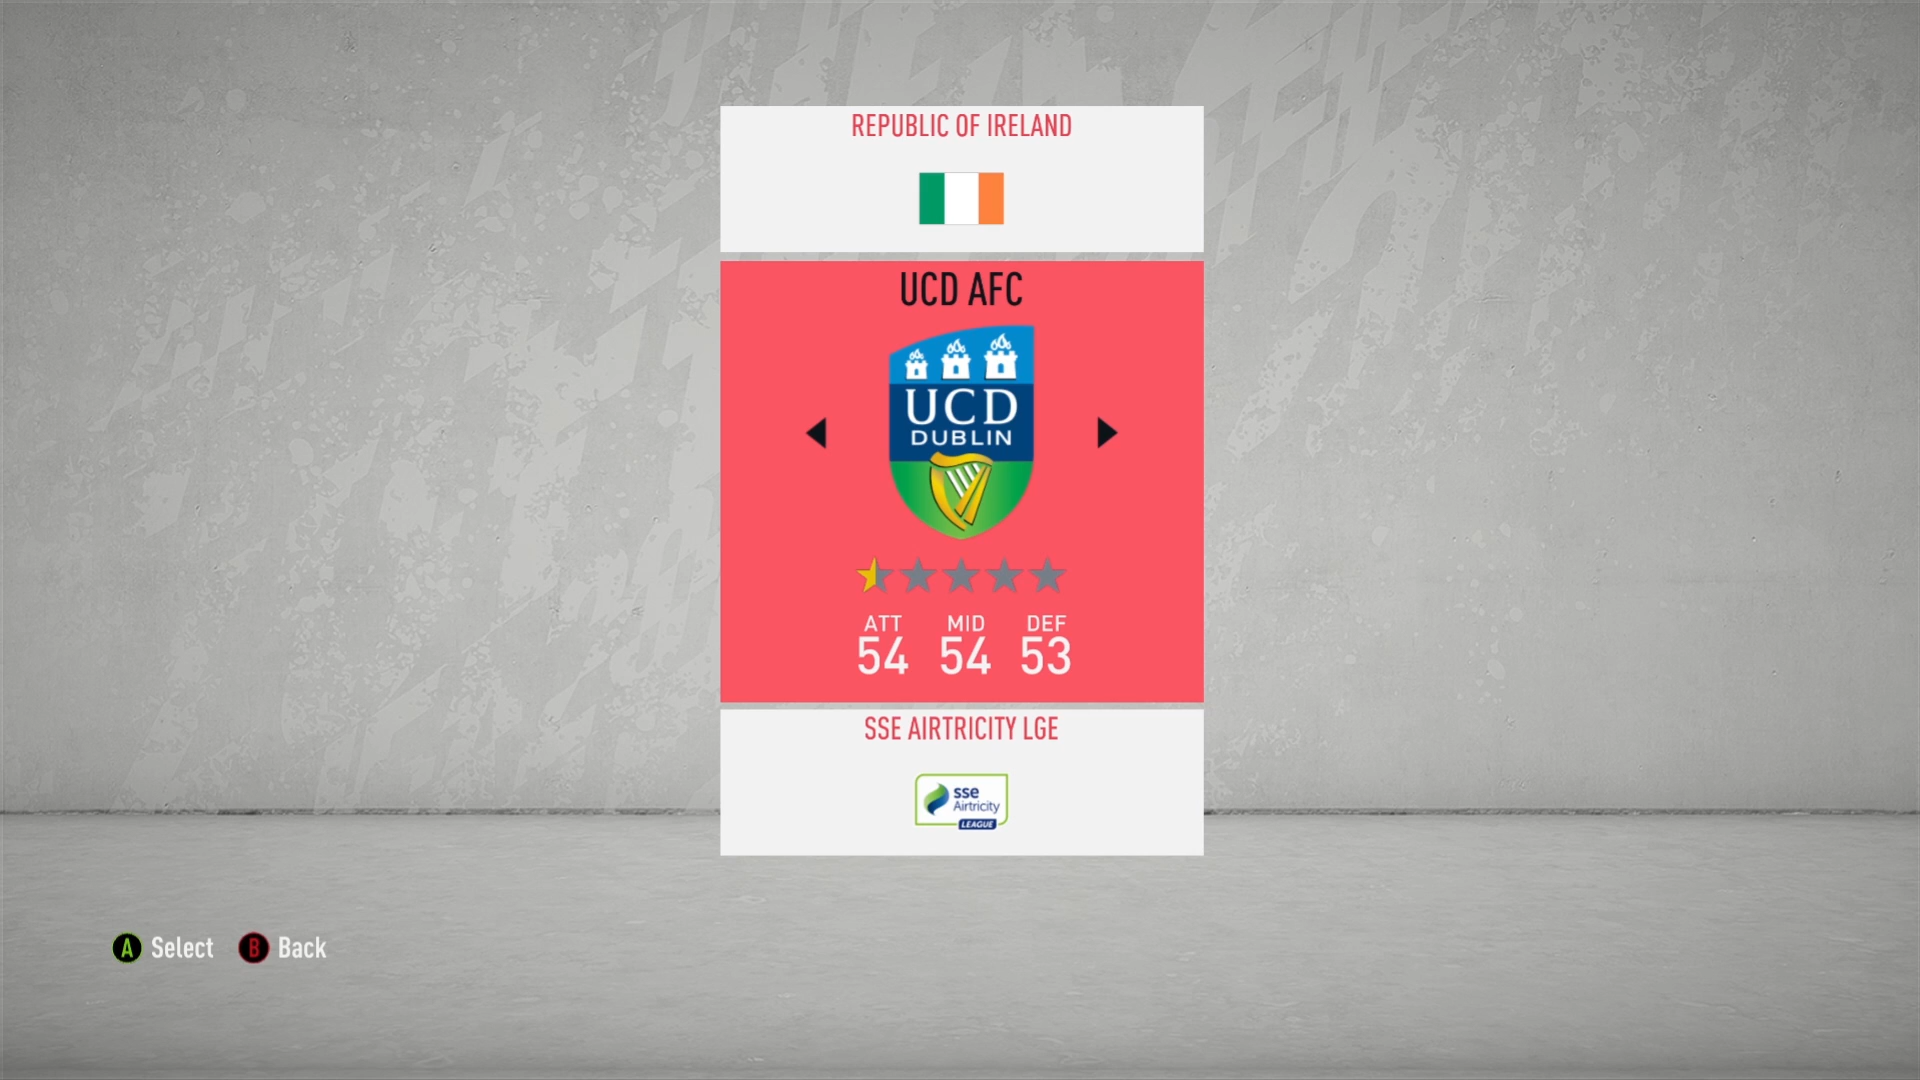 REPUBLIC OF IRELAND
UCD AFC
UCD
DUBLIN
ATT MID DEF
54 54 53
SSE AIRTRICITY LGE
sse
Airtricity
LEAGUE
A Select B Back